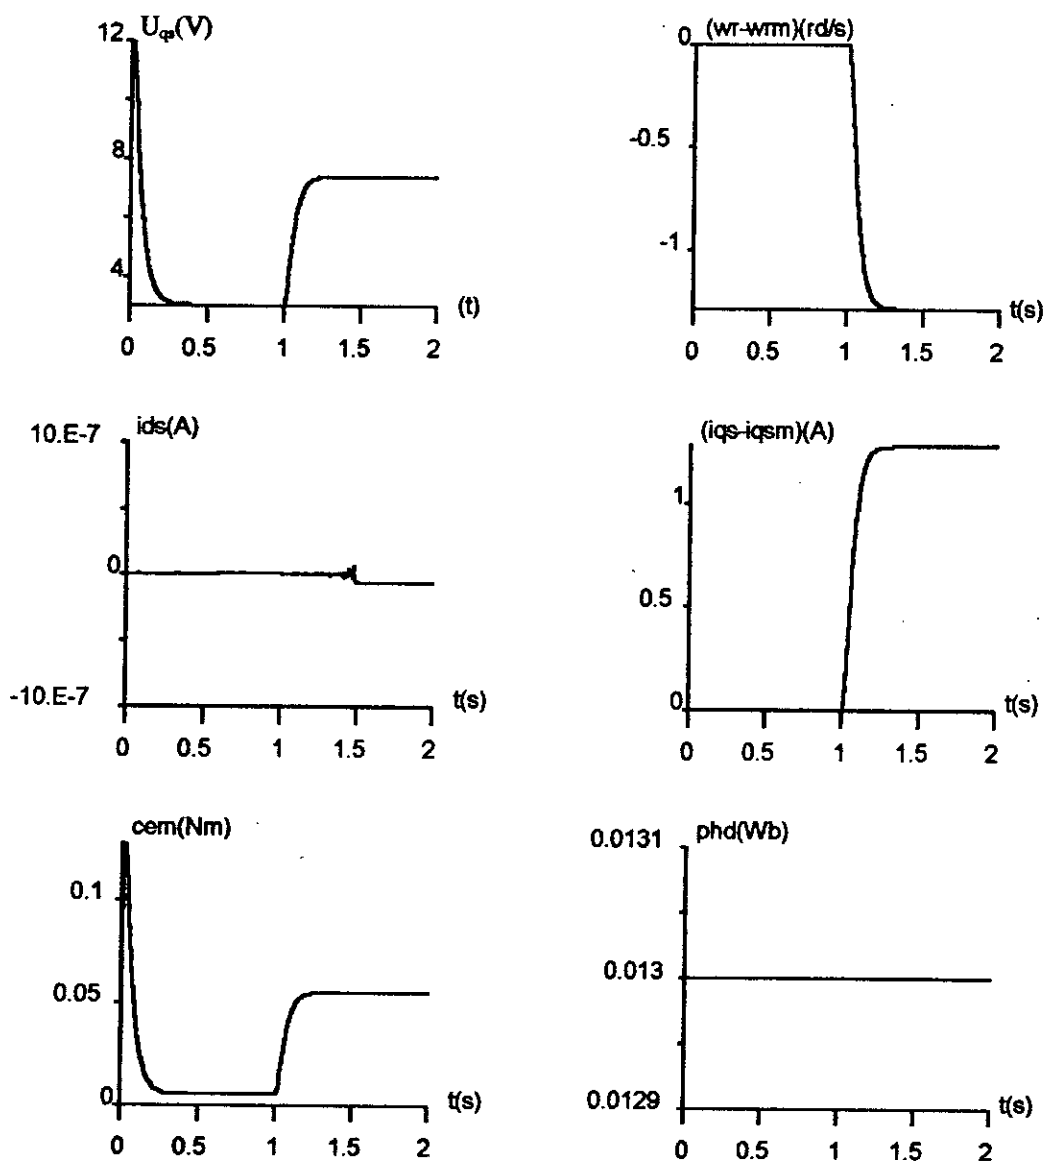 U_qs(V)
12
8
4
(t)
0 0.5 1 1.5 2
(wr-wrm)(rd/s)
0
-0.5
-1
t(s)
0 0.5 1 1.5 2
ids(A)
10.E-7
0
-10.E-7
t(s)
0 0.5 1 1.5 2
(iqs-iqsm)(A)
1
0.5
0
t(s)
0 0.5 1 1.5 2
cem(Nm)
0.1
0.05
0
t(s)
0 0.5 1 1.5 2
phd(Wb)
0.0131
0.013
0.0129
t(s)
0 0.5 1 1.5 2